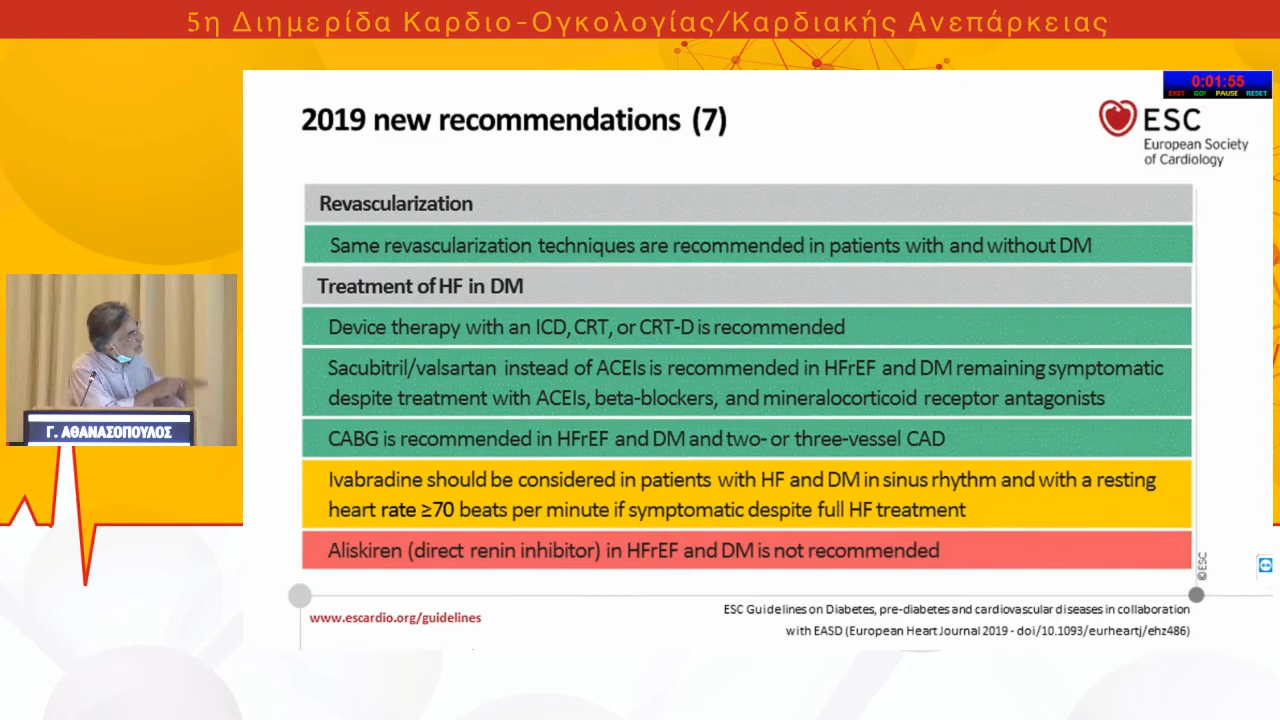 5η Διημερίδα Καρδιο-Ογκολογίας/Καρδιακής Ανεπάρκειας
0:01:55
EXIT GO! PAUSE RESET
2019 new recommendations (7)
ESC
European Society
of Cardiology
Revascularization
Same revascularization techniques are recommended in patients with and without DM
Treatment of HF in DM
Device therapy with an ICD, CRT, or CRT-D is recommended
Sacubitril/valsartan instead of ACEIs is recommended in HFrEF and DM remaining symptomatic
despite treatment with ACEIs, beta-blockers, and mineralocorticoid receptor antagonists
CABG is recommended in HFrEF and DM and two- or three-vessel CAD
Ivabradine should be considered in patients with HF and DM in sinus rhythm and with a resting
heart rate ≥70 beats per minute if symptomatic despite full HF treatment
Aliskiren (direct renin inhibitor) in HFrEF and DM is not recommended
©ESC
www.escardio.org/guidelines
ESC Guidelines on Diabetes, pre-diabetes and cardiovascular diseases in collaboration
with EASD (European Heart Journal 2019 - doi/10.1093/eurheartj/ehz486)
Γ. ΑΘΑΝΑΣΟΠΟΥΛΟΣ